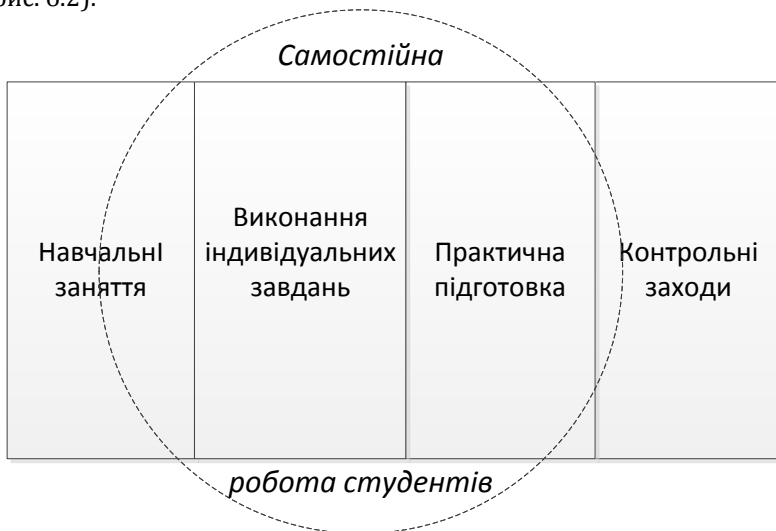 рис. 6.2).
Самостійна
НавчальнІ
заняття
Виконання
індивідуальних
завдань
Практична
підготовка
Контрольні
заходи
робота студентів